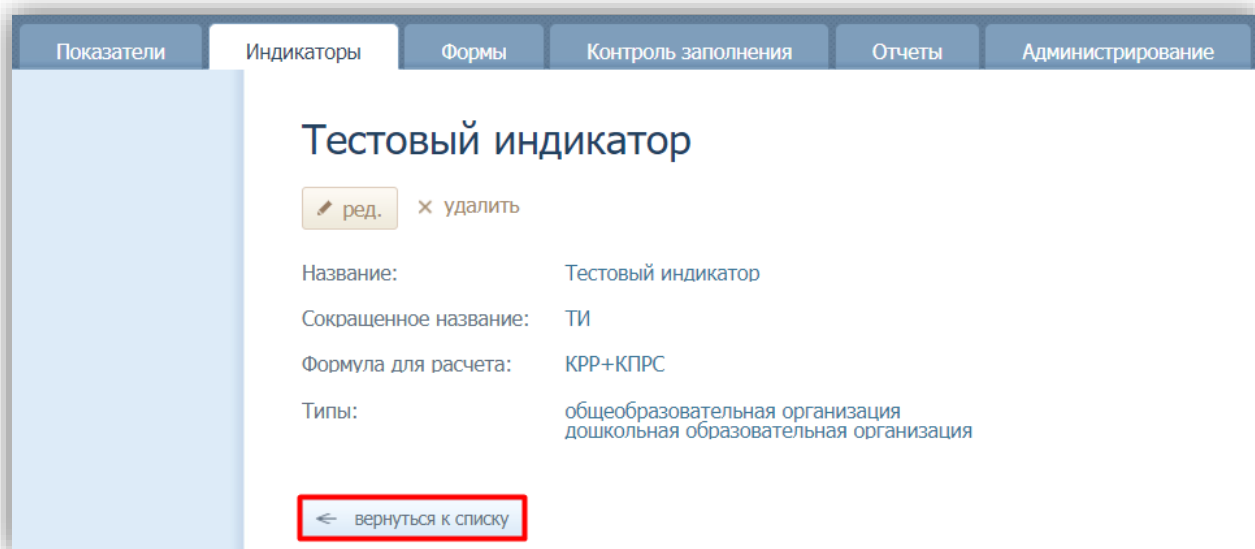 Показатели Индикаторы Формы Контроль заполнения Отчеты Администрирование
Тестовый индикатор
ред. удалить
Название: Тестовый индикатор
Сокращенное название: ТИ
Формула для расчета: КРР+КПРС
Типы: общеобразовательная организация
дошкольная образовательная организация
вернуться к списку